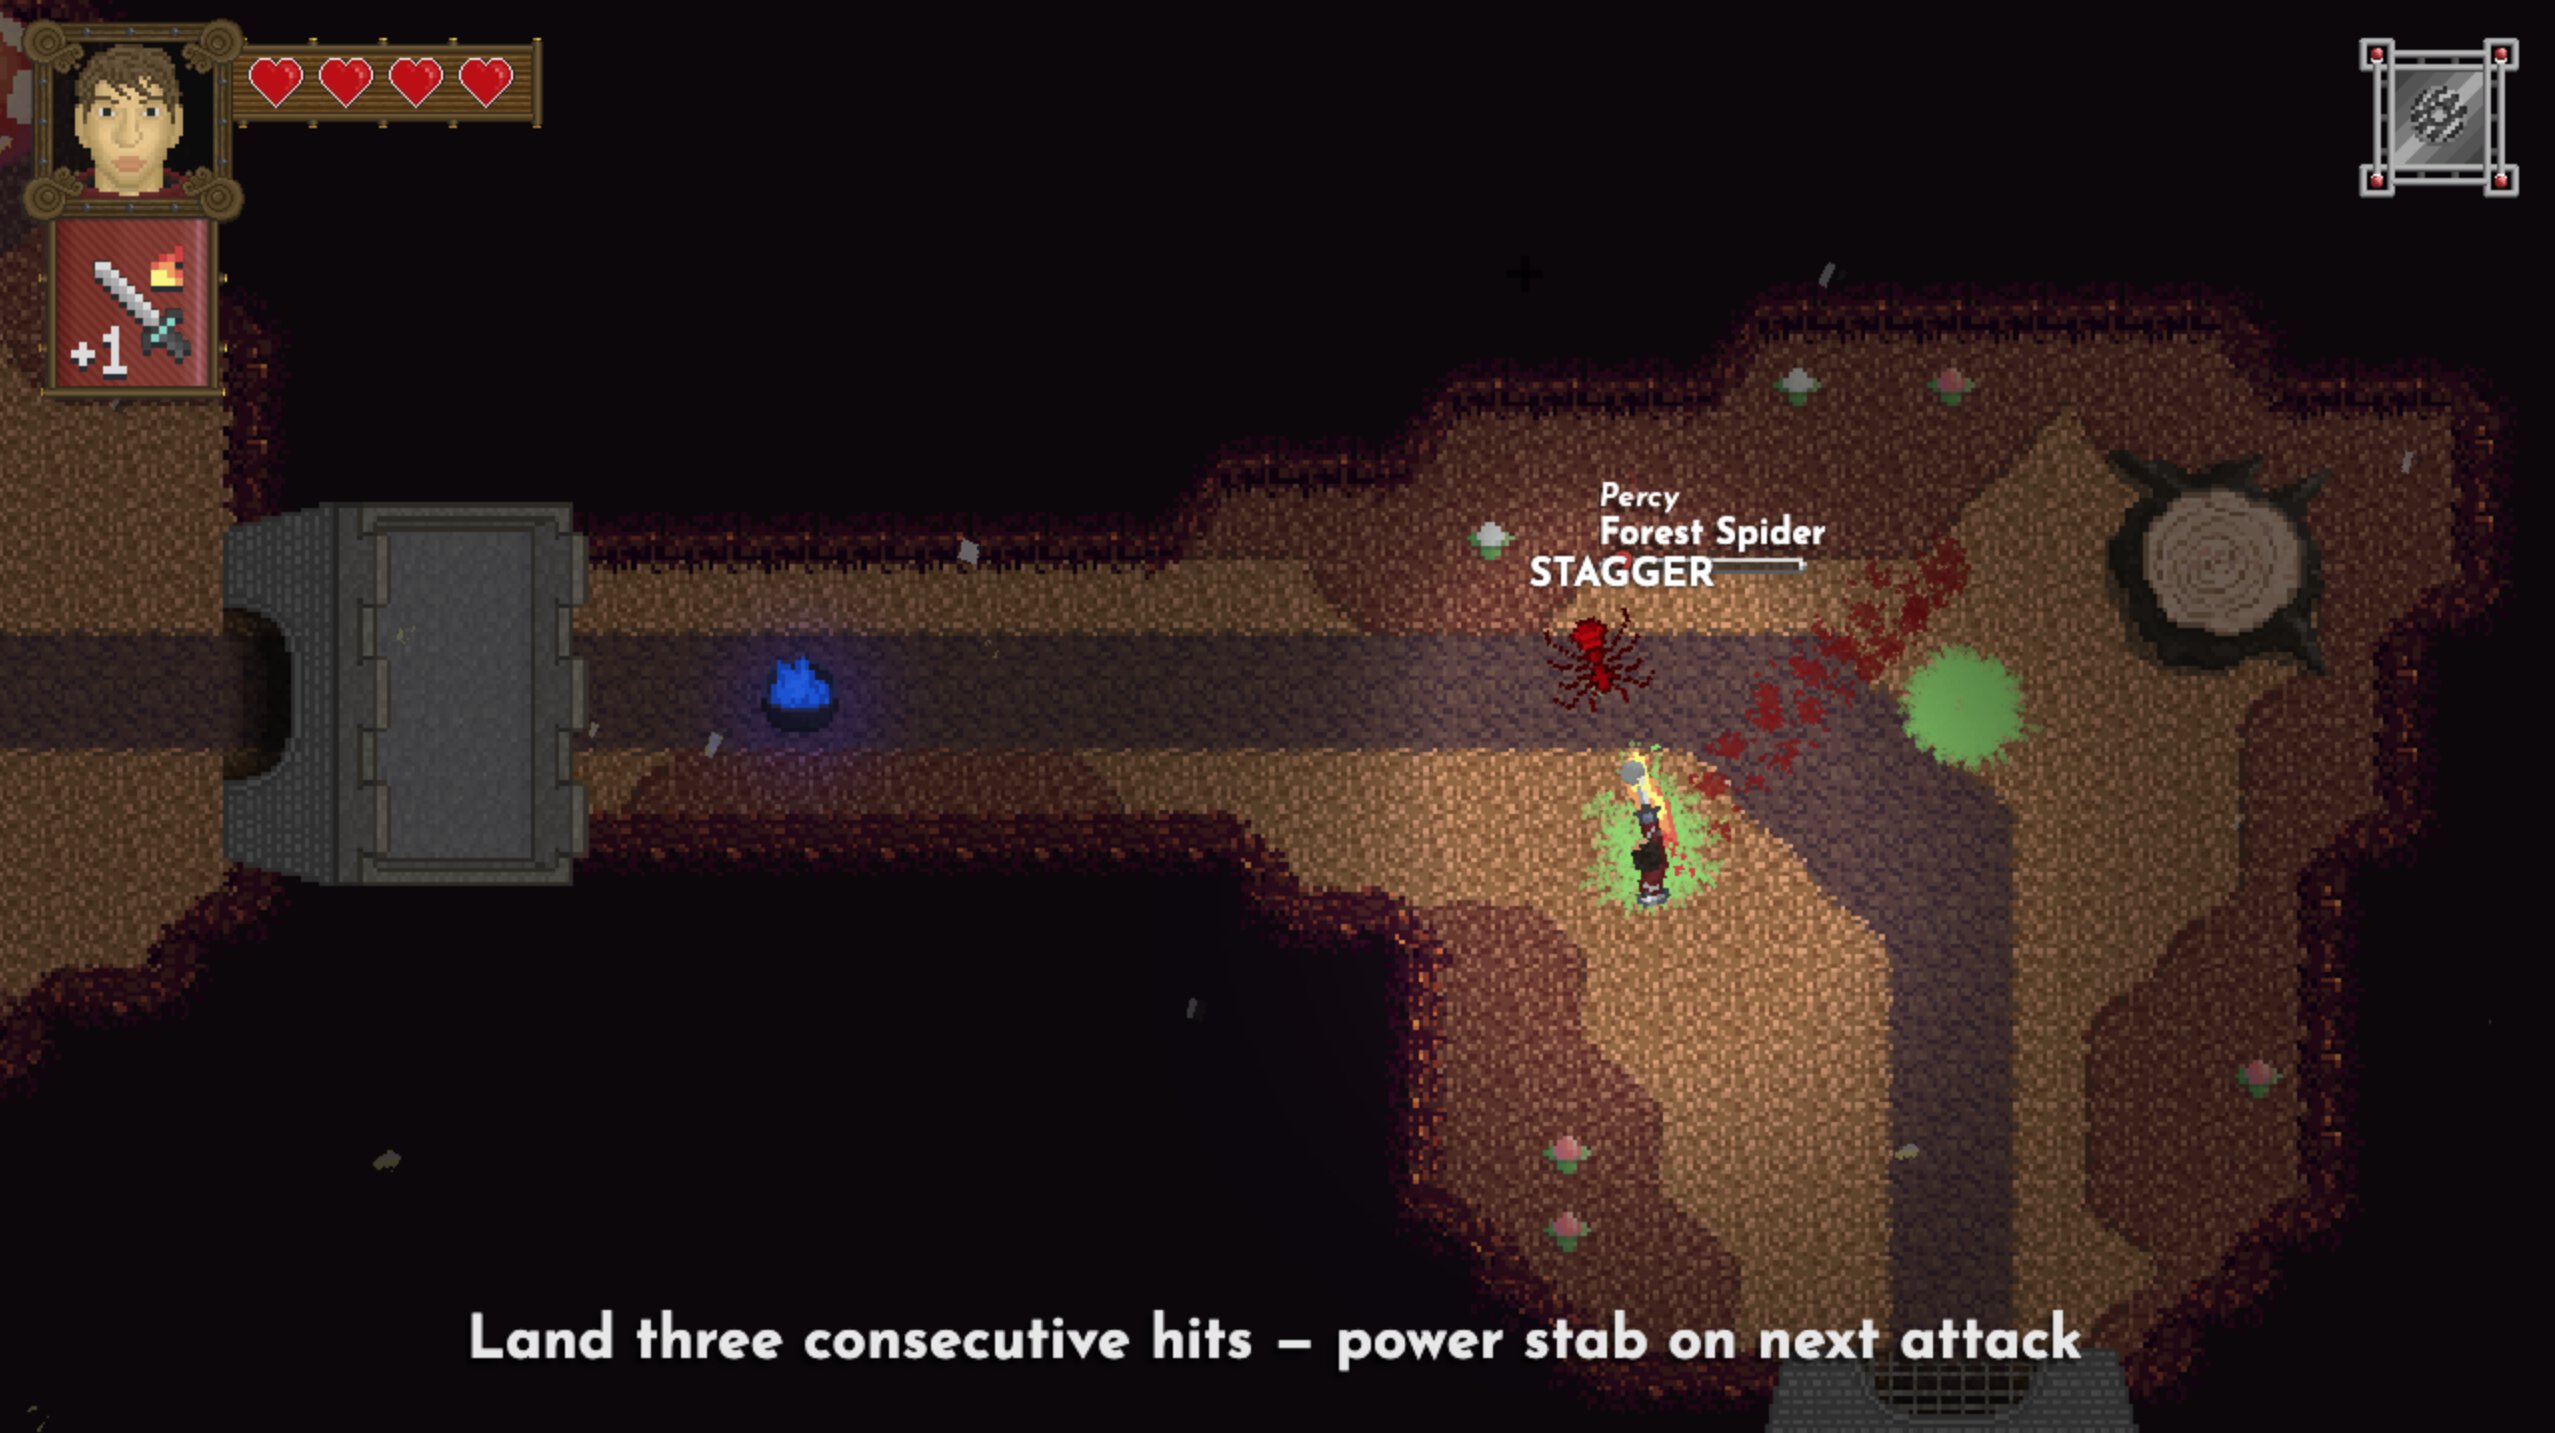 +1
Percy
Forest Spider
STAGGER
Land three consecutive hits – power stab on next attack